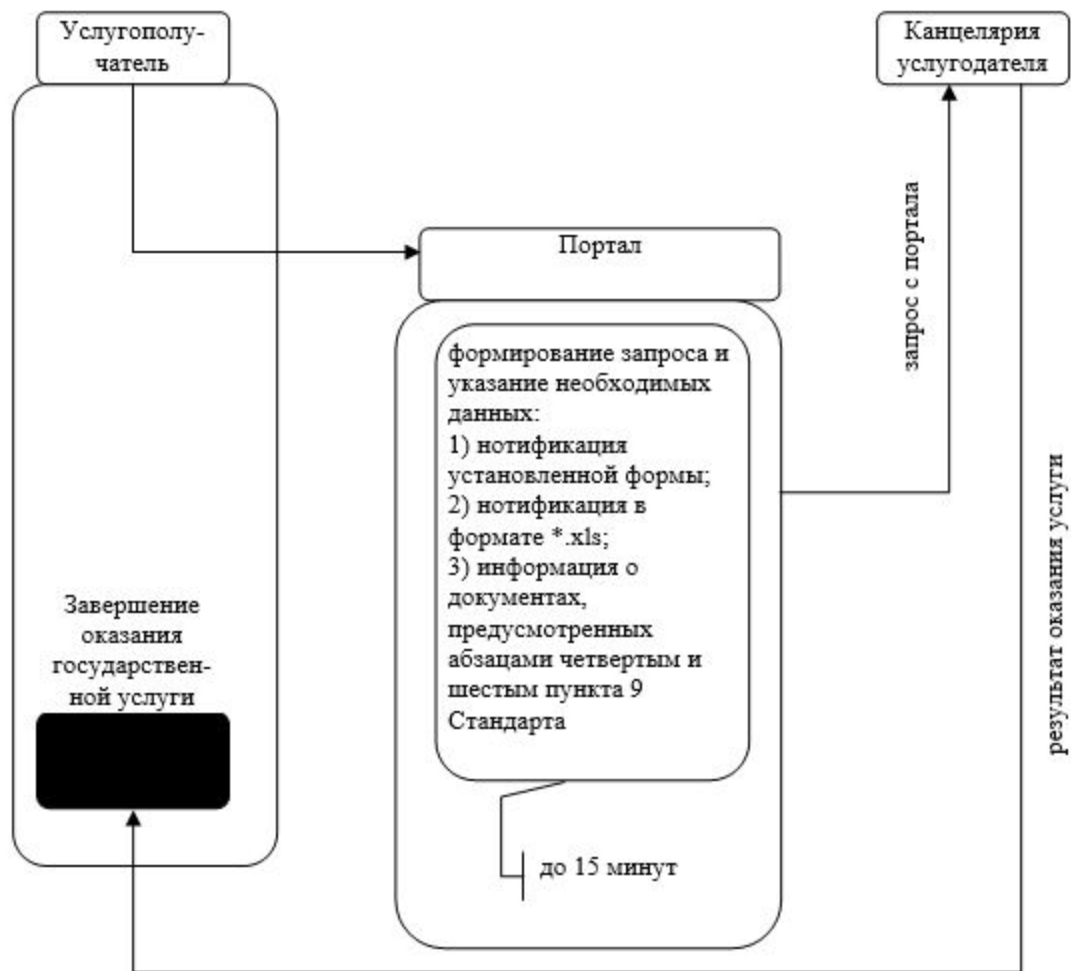 Услугополу-
чатель
Канцелярия
услугодателя
Портал
запрос с портала
формирование запроса и
указание необходимых
данных:
1) нотификация
установленной формы;
2) нотификация в
формате *.xls;
3) информация о
документах,
предусмотренных
абзацами четвертым и
шестым пункта 9
Стандарта
результат оказания услуги
Завершение
оказания
государствен-
ной услуги
до 15 минут